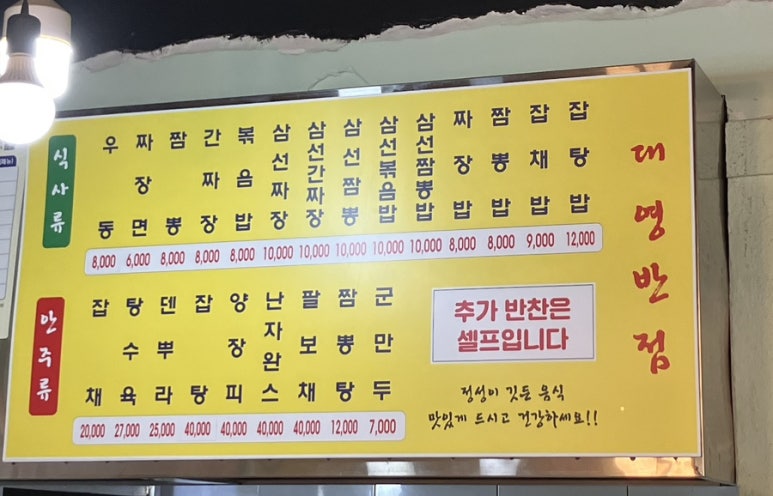 대영반점
식사류
우동
짜장면
짬뽕
간짜장
볶음밥
삼선짜장
삼선간짜장
삼선짬뽕
삼선볶음밥
삼선짬뽕밥
짜장밥
짬뽕밥
잡채밥
잡탕밥
8,000 6,000 8,000 8,000 8,000 10,000 10,000 10,000 10,000 10,000 8,000 8,000 9,000 12,000
안주류
잡채
탕수육
덴뿌라
잡탕
양장피
난자완스
팔보채
짬뽕탕
군만두
20,000 27,000 25,000 40,000 40,000 40,000 40,000 12,000 7,000
추가 반찬은
셀프입니다
정성이 깃든 음식
맛있게 드시고 건강하세요!!